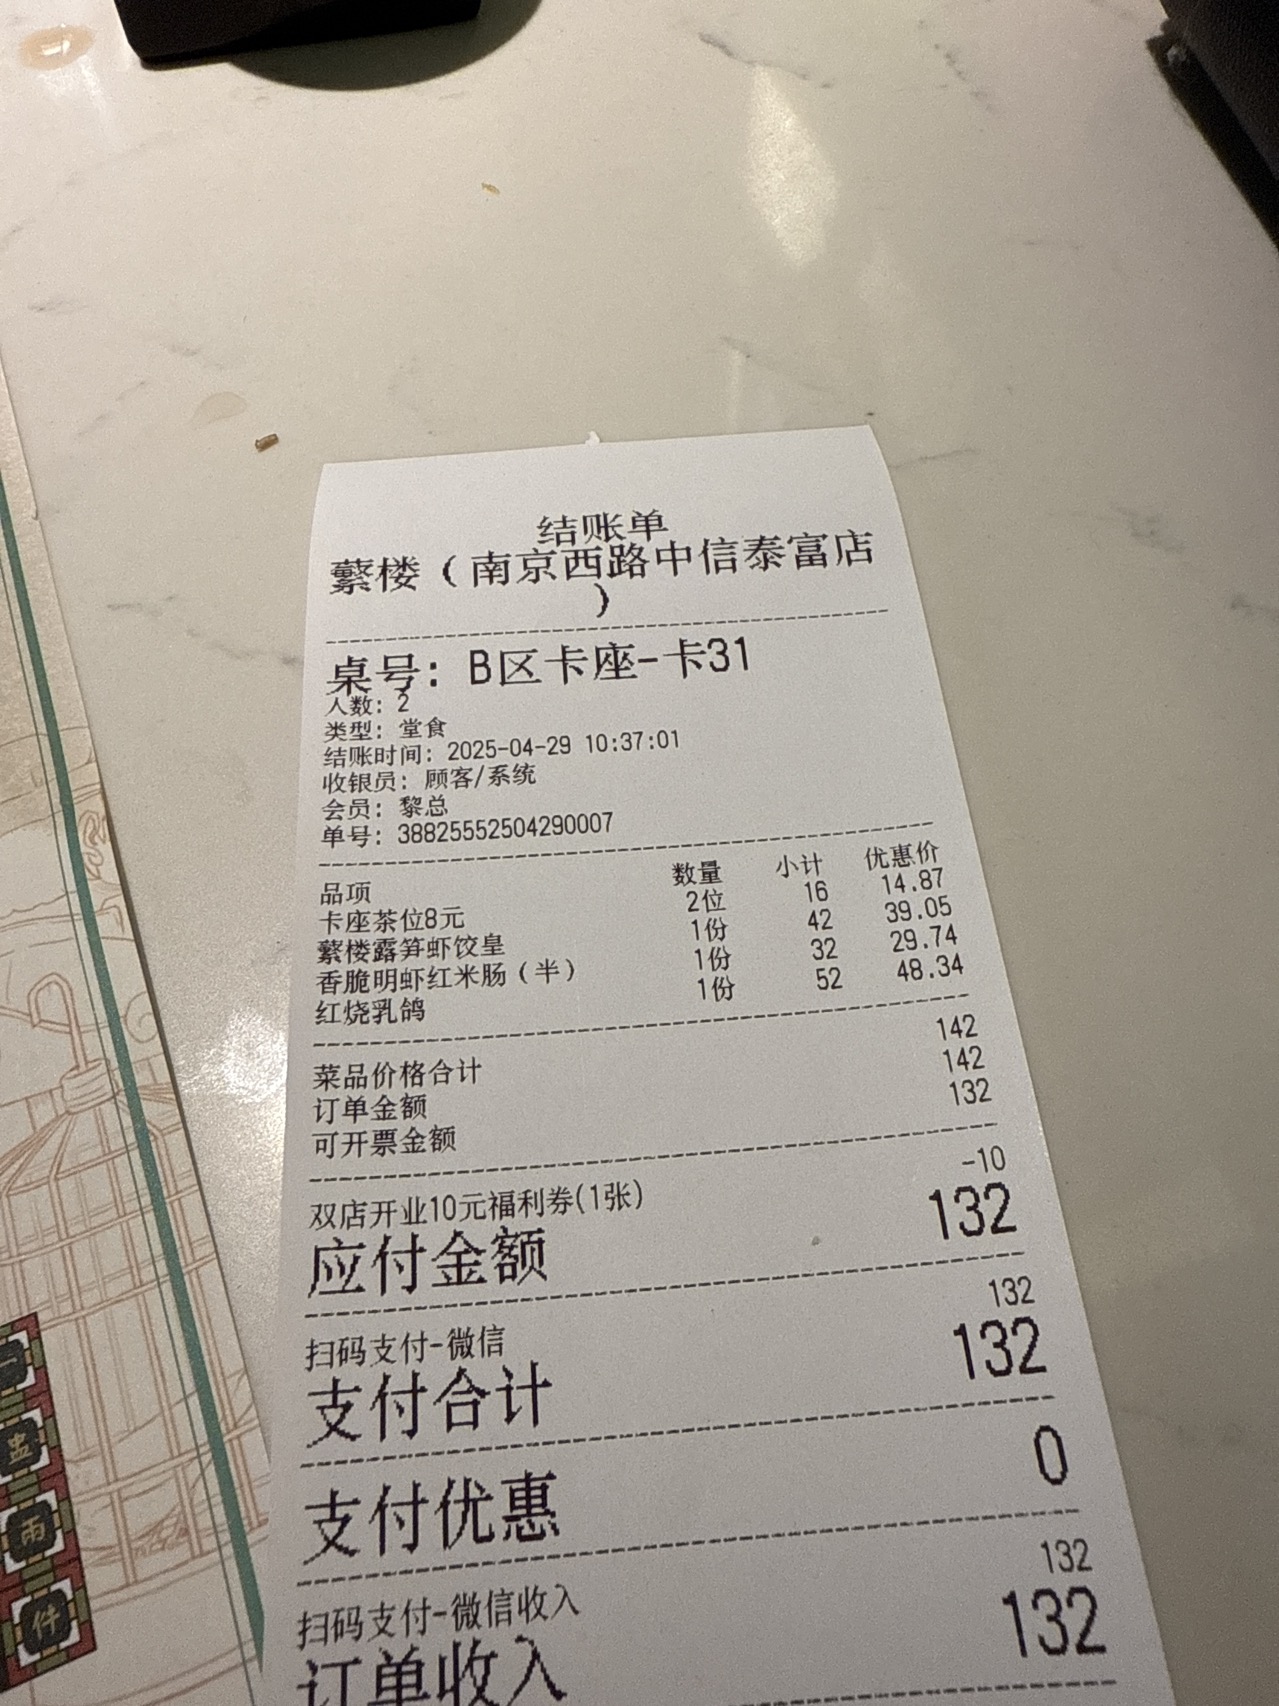 结账单
蘩楼（南京西路中信泰富店
）
桌号：B区卡座-卡31
人数：2
类型：堂食
结账时间：2025-04-29 10:37:01
收银员：顾客/系统
会员：黎总
单号：38825552504290007
品项 数量 小计 优惠价
卡座茶位8元 2位 16 14.87
蘩楼露笋虾饺皇 1份 42 39.05
香脆明虾红米肠（半） 1份 32 29.74
红烧乳鸽 1份 52 48.34
菜品价格合计 142
订单金额 142
可开票金额 132
双店开业10元福利券(1张) -10
应付金额 132
扫码支付-微信 132
支付合计 132
支付优惠 0
扫码支付-微信收入 132
订单收入 132
一
盅
两
件